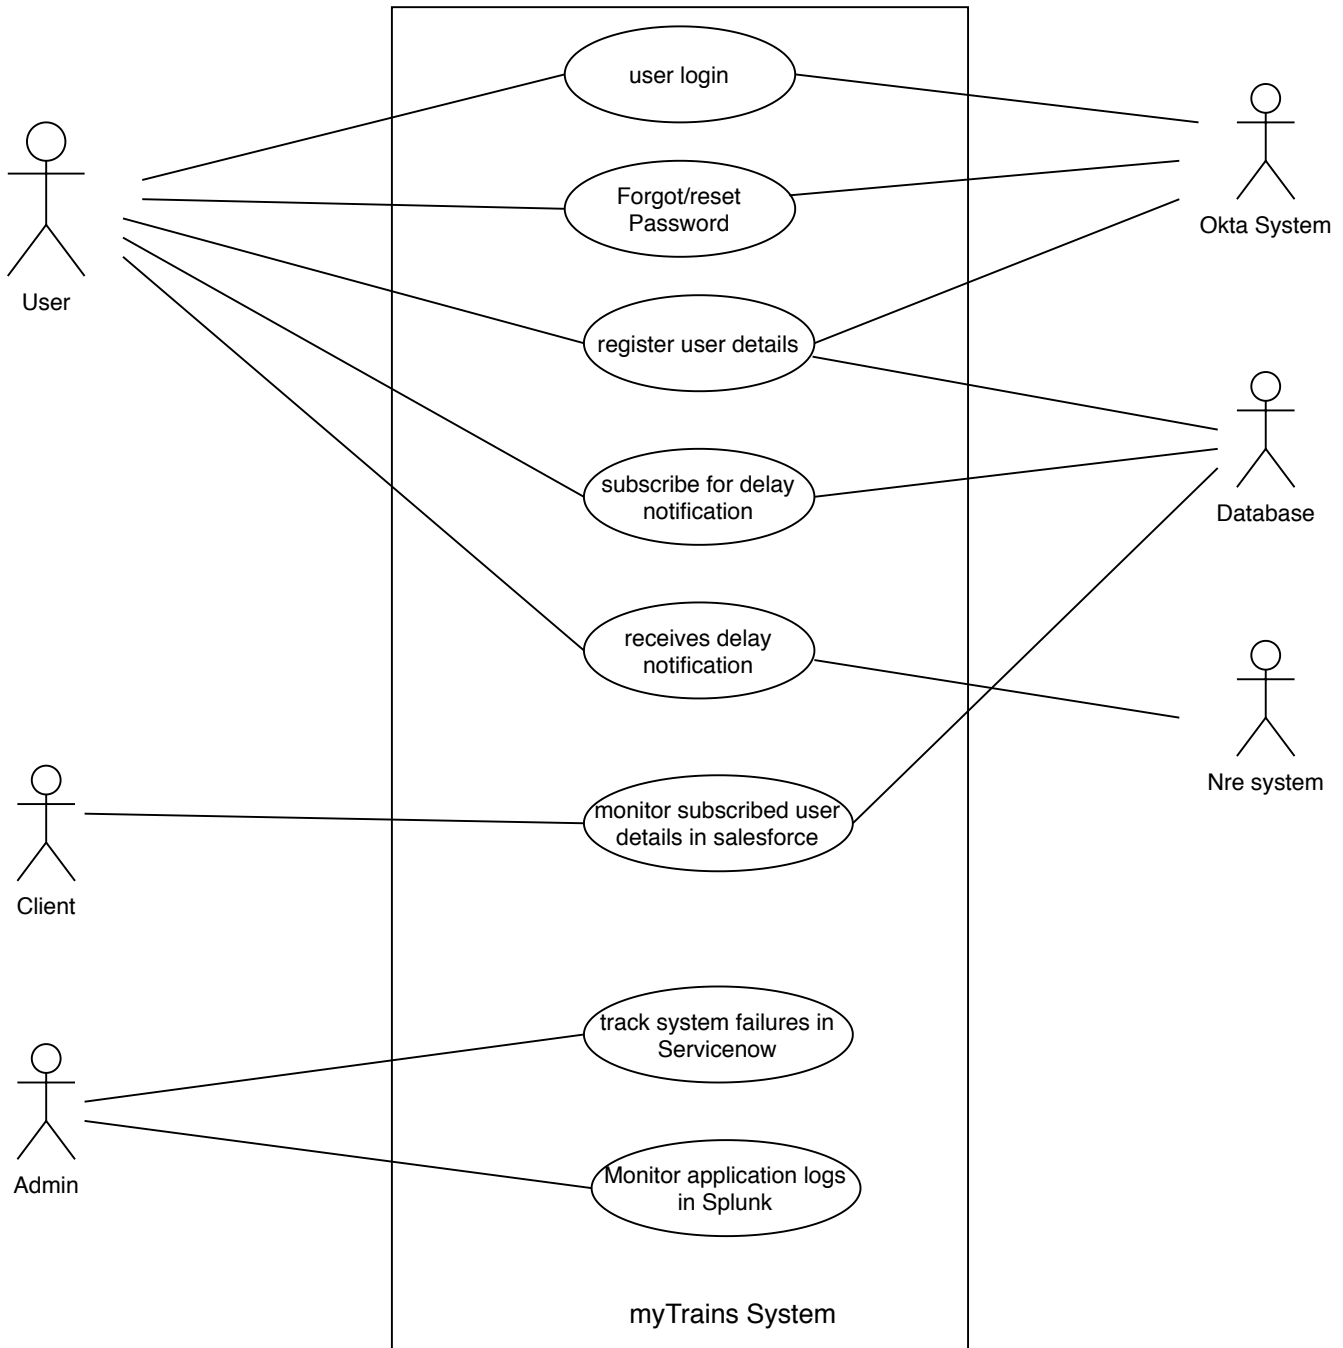 user login
Forgot/reset
Password
Okta System
User
register user details
subscribe for delay
notification
Database
receives delay
notification
Nre system
monitor subscribed user
details in salesforce
Client
track system failures in
Servicenow
Admin
Monitor application logs
in Splunk
myTrains System